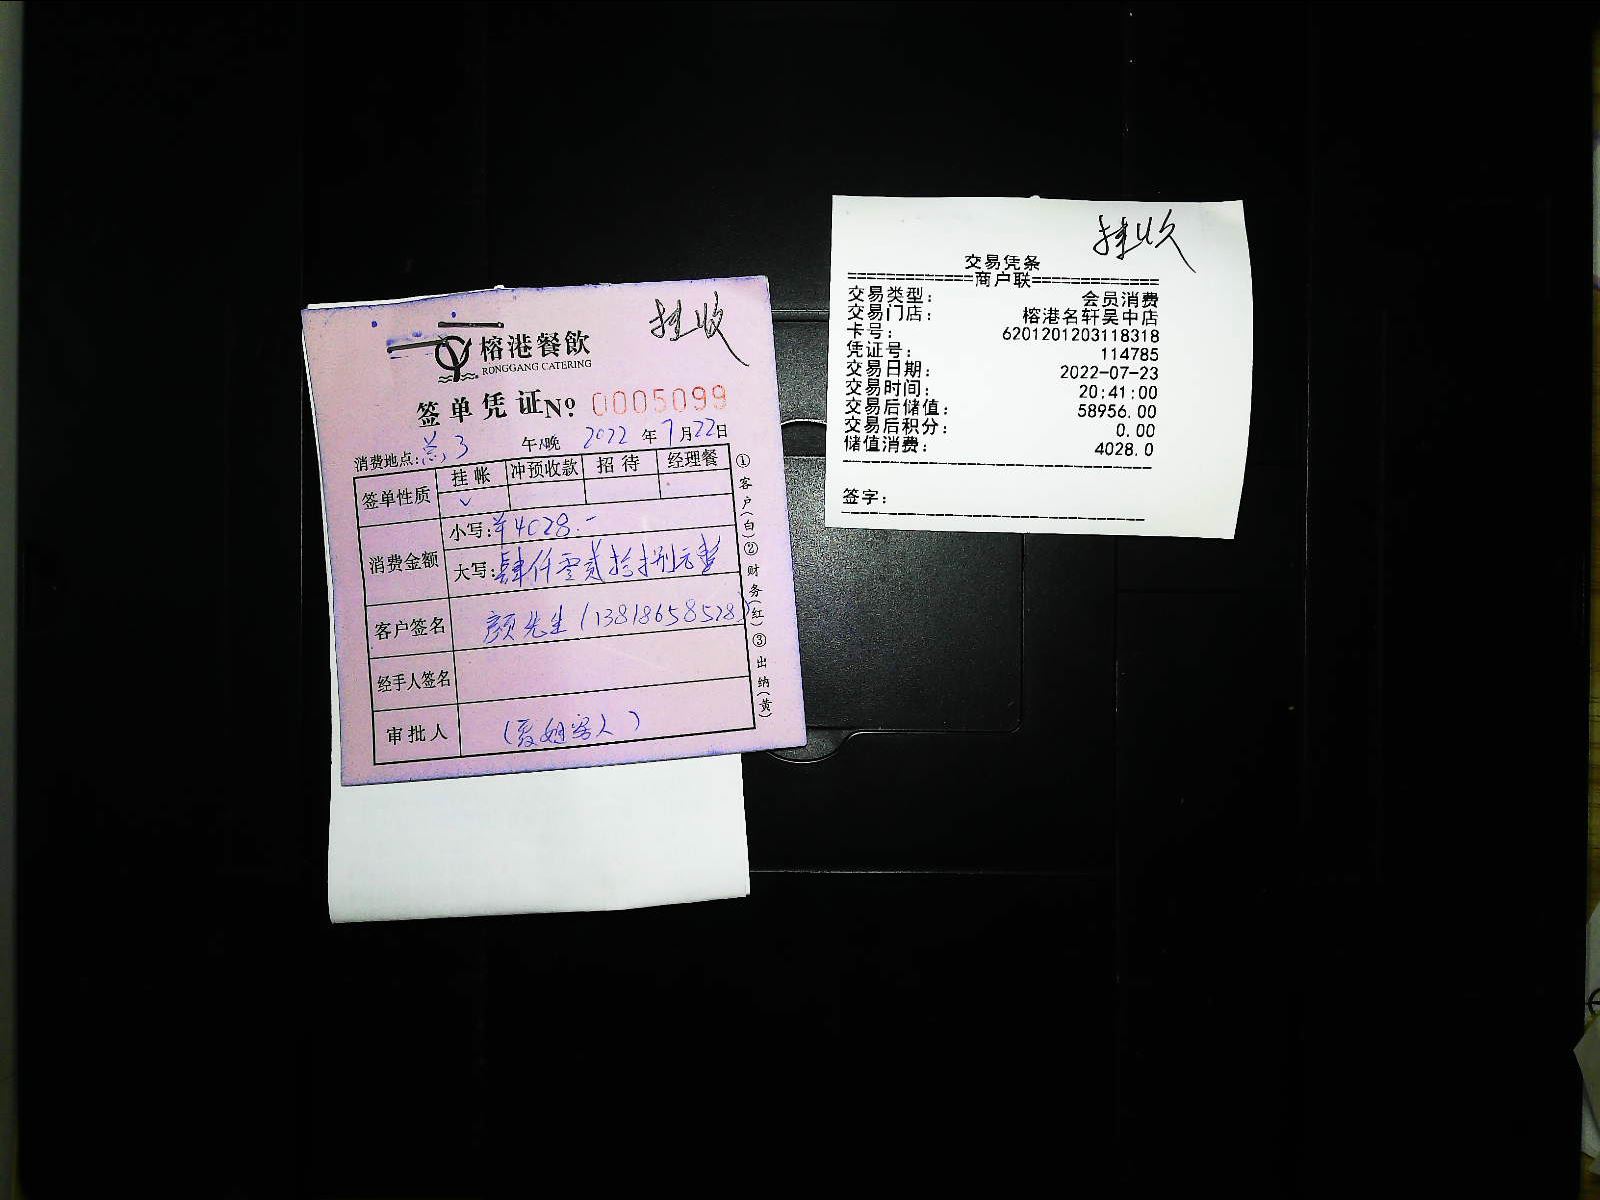 挂收
榕港餐飲
RONGGANG CATERING
签单凭证No 0005099
消费地点: 总3 午/晚 2022年7月22日
签单性质 挂帐 冲预收款 招待 经理餐
✓
消费金额 小写:¥4028.-
大写:肆仟零贰拾捌元整
客户签名 颜先生(13818658528)
经手人签名
审批人 客人
①客户(白)②财务(红)③出纳(黄)
挂收
交易凭条
=============商户联=============
交易类型: 会员消费
交易门店: 榕港名轩吴中店
卡号: 6201201203118318
凭证号: 114785
交易日期: 2022-07-23
交易时间: 20:41:00
交易后储值: 58956.00
交易后积分: 0.00
储值消费: 4028.0
签字: